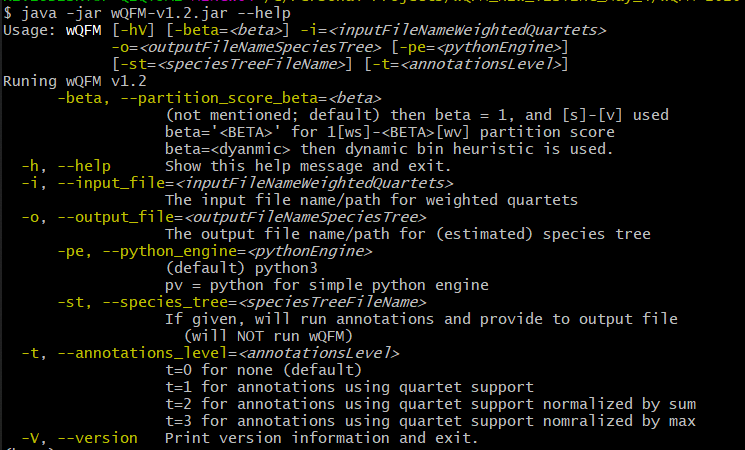 $ java -jar wQFM-v1.2.jar --help
Usage: wQFM [-hV] [-beta=<beta>] -i=<inputFileNameWeightedQuartets>
-o=<outputFileNameSpeciesTree> [-pe=<pythonEngine>]
[-st=<speciesTreeFileName>] [-t=<annotationsLevel>]
Runing wQFM v1.2
-beta, --partition_score_beta=<beta>
(not mentioned; default) then beta = 1, and [s]-[v] used
beta='<BETA>' for 1[ws]-<BETA>[wv] partition score
beta=<dyanmic> then dynamic bin heuristic is used.
-h, --help Show this help message and exit.
-i, --input_file=<inputFileNameWeightedQuartets>
The input file name/path for weighted quartets
-o, --output_file=<outputFileNameSpeciesTree>
The output file name/path for (estimated) species tree
-pe, --python_engine=<pythonEngine>
(default) python3
pv = python for simple python engine
-st, --species_tree=<speciesTreeFileName>
If given, will run annotations and provide to output file
(will NOT run wQFM)
-t, --annotations_level=<annotationsLevel>
t=0 for none (default)
t=1 for annotations using quartet support
t=2 for annotations using quartet support normalized by sum
t=3 for annotations using quartet support nomralized by max
-V, --version Print version information and exit.